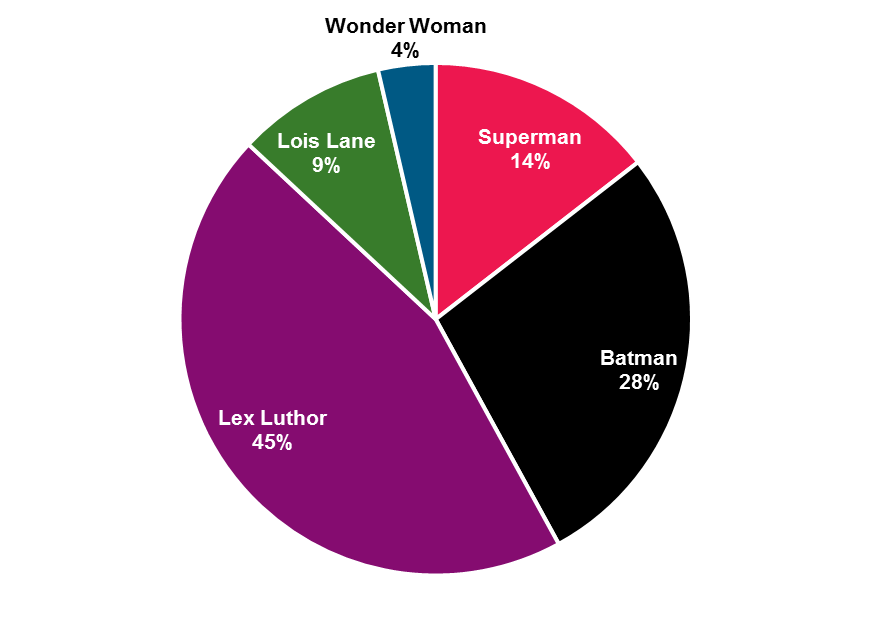 Wonder Woman
4%
Superman
14%
Lois Lane
9%
Batman
28%
Lex Luthor
45%